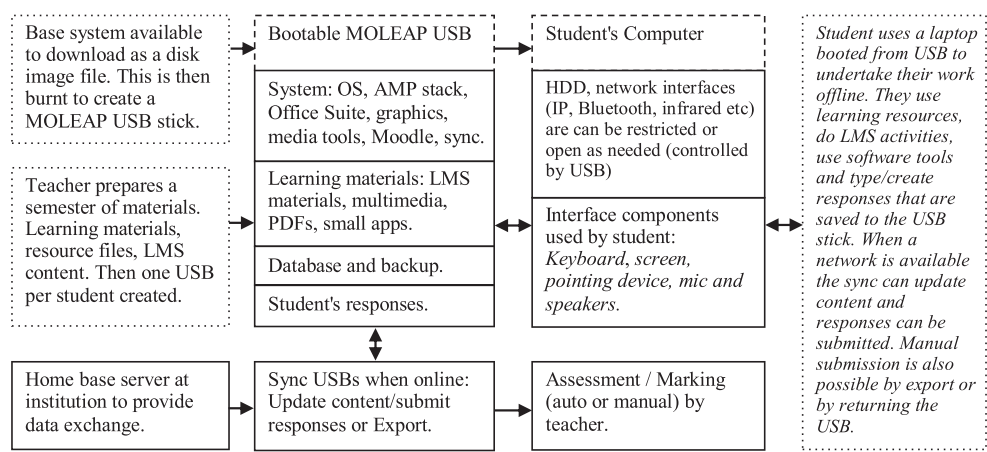 Base system available
to download as a disk
image file. This is then
burnt to create a
MOLEAP USB stick.
Teacher prepares a
semester of materials.
Learning materials,
resource files, LMS
content. Then one USB
per student created.
Home base server at
institution to provide
data exchange.
Bootable MOLEAP USB
System: OS, AMP stack,
Office Suite, graphics,
media tools, Moodle, sync.
Learning materials: LMS
materials, multimedia,
PDFs, small apps.
Database and backup.
Student's responses.
Sync USBs when online:
Update content/submit
responses or Export.
Student's Computer
HDD, network interfaces
(IP, Bluetooth, infrared etc)
are can be restricted or
open as needed (controlled
by USB)
Interface components
used by student:
Keyboard, screen,
pointing device, mic and
speakers.
Assessment / Marking
(auto or manual) by
teacher.
Student uses a laptop
booted from USB to
undertake their work
offline. They use
learning resources,
do LMS activities,
use software tools
and type/create
responses that are
saved to the USB
stick. When a
network is available
the sync can update
content and
responses can be
submitted. Manual
submission is also
possible by export or
by returning the
USB.